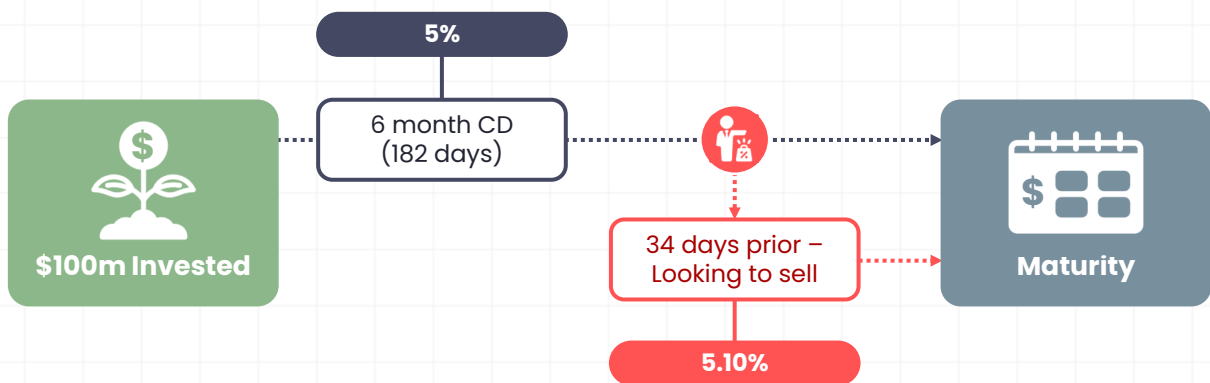 5%
6 month CD
(182 days)
$
$100m Invested
%
34 days prior –
Looking to sell
5.10%
$
Maturity